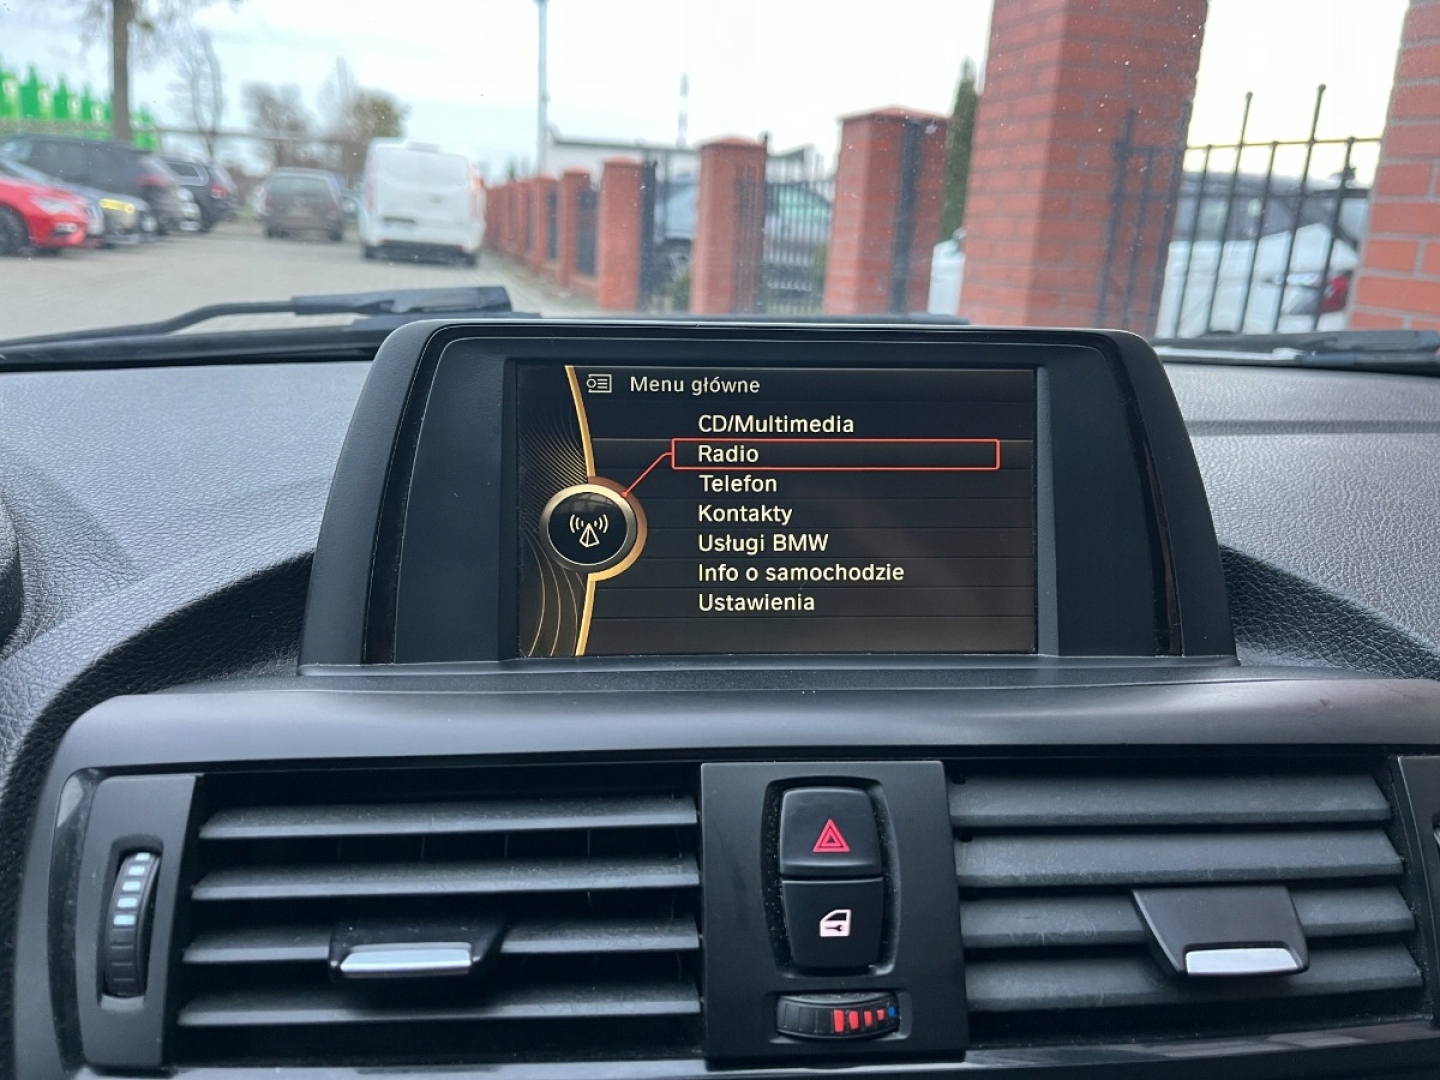 Menu główne
CD/Multimedia
Radio
Telefon
Kontakty
Usługi BMW
Info o samochodzie
Ustawienia